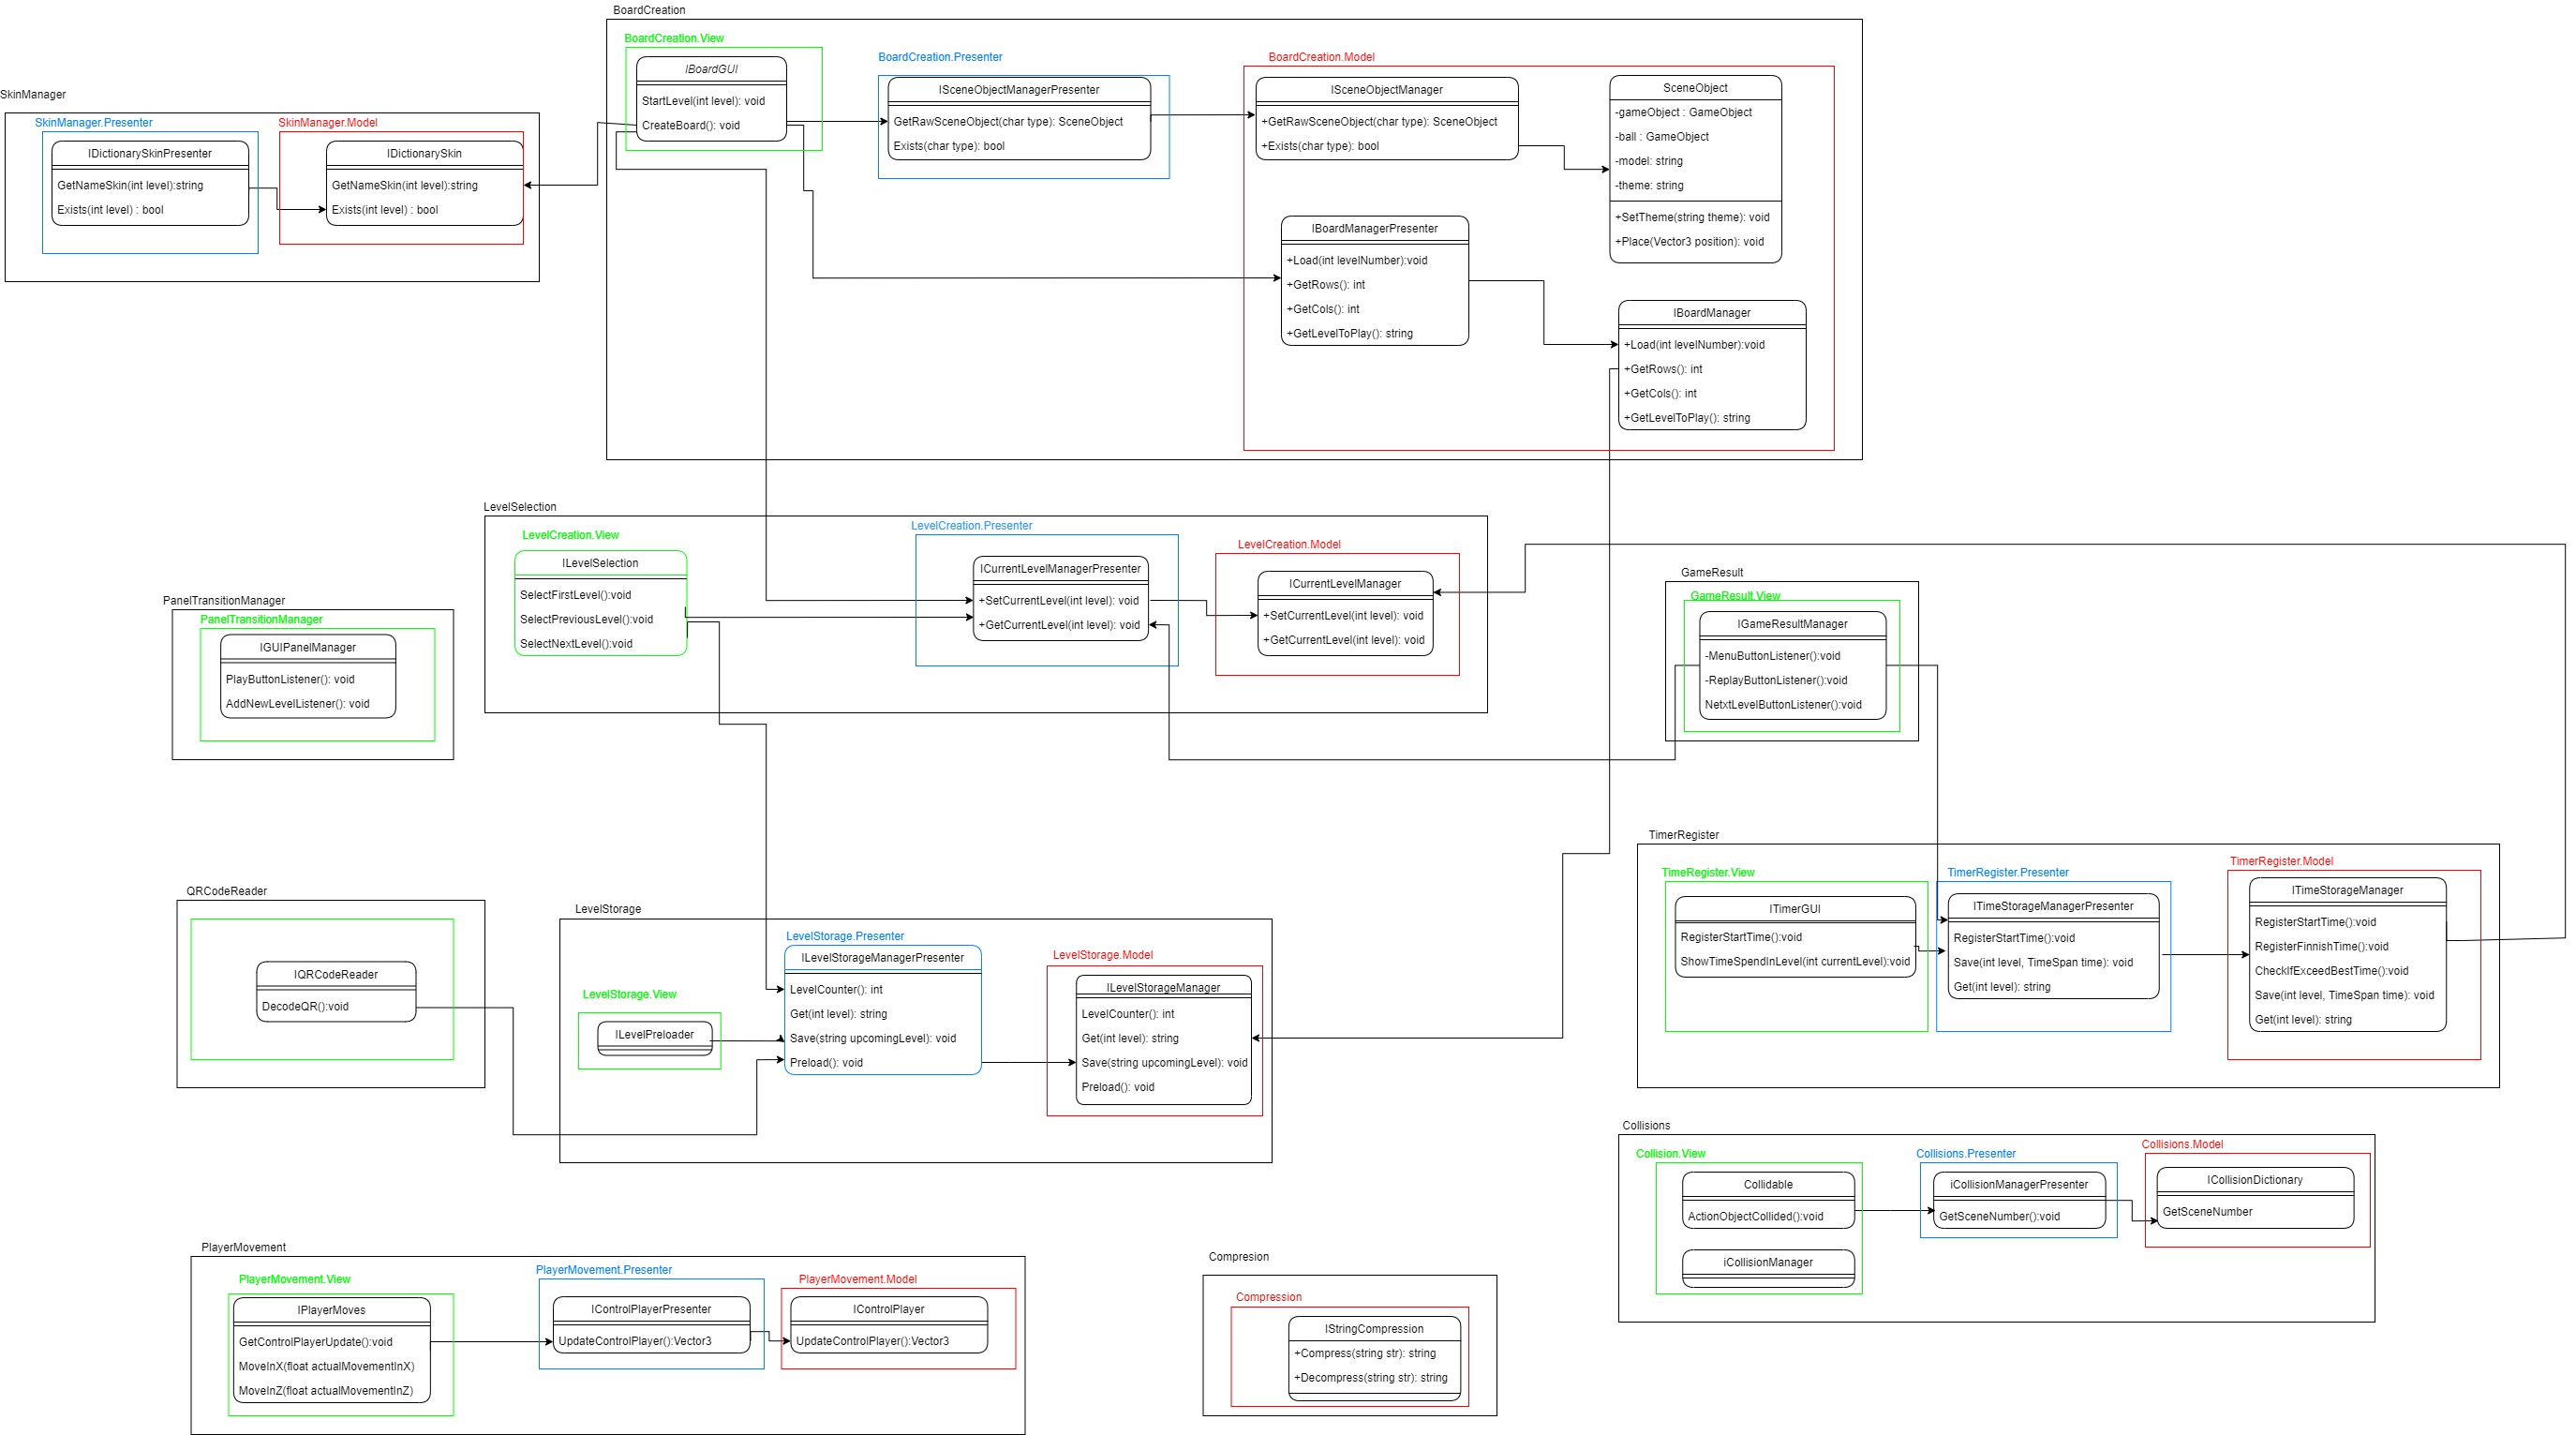 BoardCreation
BoardCreation.View
IBoardGUI
StartLevel(int level): void
CreateBoard(): void
BoardCreation.Presenter
ISceneObjectManagerPresenter
GetRawSceneObject(char type): SceneObject
Exists(char type): bool
BoardCreation.Model
ISceneObjectManager
+GetRawSceneObject(char type): SceneObject
+Exists(char type): bool
SceneObject
-gameObject : GameObject
-ball : GameObject
-model: string
-theme: string
+SetTheme(string theme): void
+Place(Vector3 position): void
IBoardManagerPresenter
+Load(int levelNumber):void
+GetRows(): int
+GetCols(): int
+GetLevelToPlay(): string
IBoardManager
+Load(int levelNumber):void
+GetRows(): int
+GetCols(): int
+GetLevelToPlay(): string
SkinManager
SkinManager.Presenter
IDictionarySkinPresenter
GetNameSkin(int level):string
Exists(int level) : bool
SkinManager.Model
IDictionarySkin
GetNameSkin(int level):string
Exists(int level) : bool
LevelSelection
LevelCreation.View
ILevelSelection
SelectFirstLevel():void
SelectPreviousLevel():void
SelectNextLevel():void
LevelCreation.Presenter
ICurrentLevelManagerPresenter
+SetCurrentLevel(int level): void
+GetCurrentLevel(int level): void
LevelCreation.Model
ICurrentLevelManager
+SetCurrentLevel(int level): void
+GetCurrentLevel(int level): void
GameResult
GameResult.View
IGameResultManager
-MenuButtonListener():void
-ReplayButtonListener():void
NetxtLevelButtonListener():void
PanelTransitionManager
PanelTransitionManager
IGUIPanelManager
PlayButtonListener(): void
AddNewLevelListener(): void
TimerRegister
TimeRegister.View
ITimerGUI
RegisterStartTime():void
ShowTimeSpendInLevel(int currentLevel):void
TimerRegister.Presenter
ITimeStorageManagerPresenter
RegisterStartTime():void
Save(int level, TimeSpan time): void
Get(int level): string
TimerRegister.Model
ITimeStorageManager
RegisterStartTime():void
RegisterFinnishTime():void
CheckIfExceedBestTime():void
Save(int level, TimeSpan time): void
Get(int level): string
QRCodeReader
IQRCodeReader
DecodeQR():void
LevelStorage
LevelStorage.View
ILevelPreloader
LevelStorage.Presenter
ILevelStorageManagerPresenter
LevelCounter(): int
Get(int level): string
Save(string upcomingLevel): void
Preload(): void
LevelStorage.Model
ILevelStorageManager
LevelCounter(): int
Get(int level): string
Save(string upcomingLevel): void
Preload(): void
Collisions
Collision.View
Collidable
ActionObjectCollided():void
iCollisionManager
Collisions.Presenter
iCollisionManagerPresenter
GetSceneNumber():void
Collisions.Model
ICollisionDictionary
GetSceneNumber
PlayerMovement
PlayerMovement.View
IPlayerMoves
GetControlPlayerUpdate():void
MoveInX(float actualMovementInX)
MoveInZ(float actualMovementInZ)
PlayerMovement.Presenter
IControlPlayerPresenter
UpdateControlPlayer():Vector3
PlayerMovement.Model
IControlPlayer
UpdateControlPlayer():Vector3
Compresion
Compression
IStringCompression
+Compress(string str): string
+Decompress(string str): string